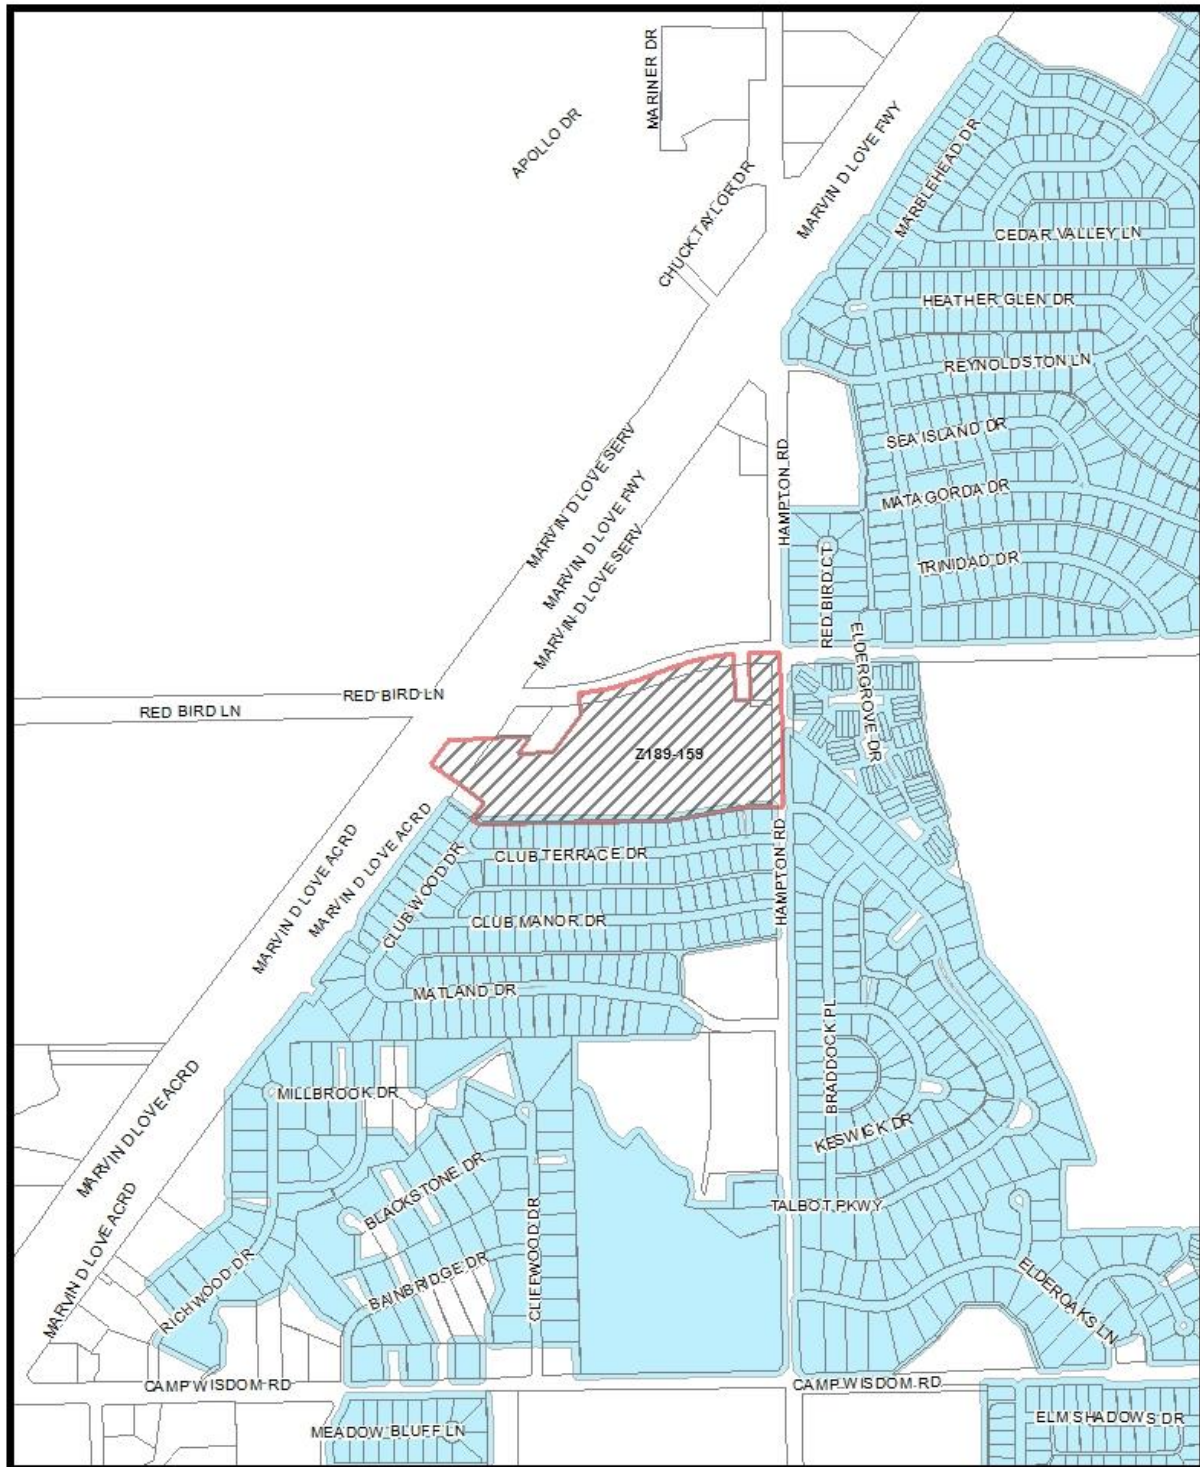 MARINER DR
APOLLO DR
MARVIN D LOVE FWY
MARBLEHEAD DR
CHUCK TAYLOR DR
CEDAR VALLEY LN
HEATHER GLEN DR
REYNOLDSTON LN
SEA ISLAND DR
MARVIN D LOVE SERV
HAMPTON RD
MARVIN D LOVE FWY
MATAGORDA DR
MARVIN D LOVE SERV
TRINIDAD DR
RED BIRD CT
ELDERGROVE DR
RED BIRD LN
RED BIRD LN
Z189-159
MARVIN D LOVE ACRD
MARVIN D LOVE ACRD
CLUB TERRACE DR
HAMPTON RD
CLUBWOOD DR
CLUB MANOR DR
MATLAND DR
BRADDOCK PL
MILLBROOK DR
MARVIN D LOVE ACRD
KESWICK DR
BLACKSTONE DR
MARVIN D LOVE ACRD
TALBOT PKWY
CLIFFWOOD DR
RICHWOOD DR
BAINBRIDGE DR
ELDEROAKS LN
CAMP WISDOM RD
CAMP WISDOM RD
MEADOW BLUFF LN
ELM SHADOWS DR